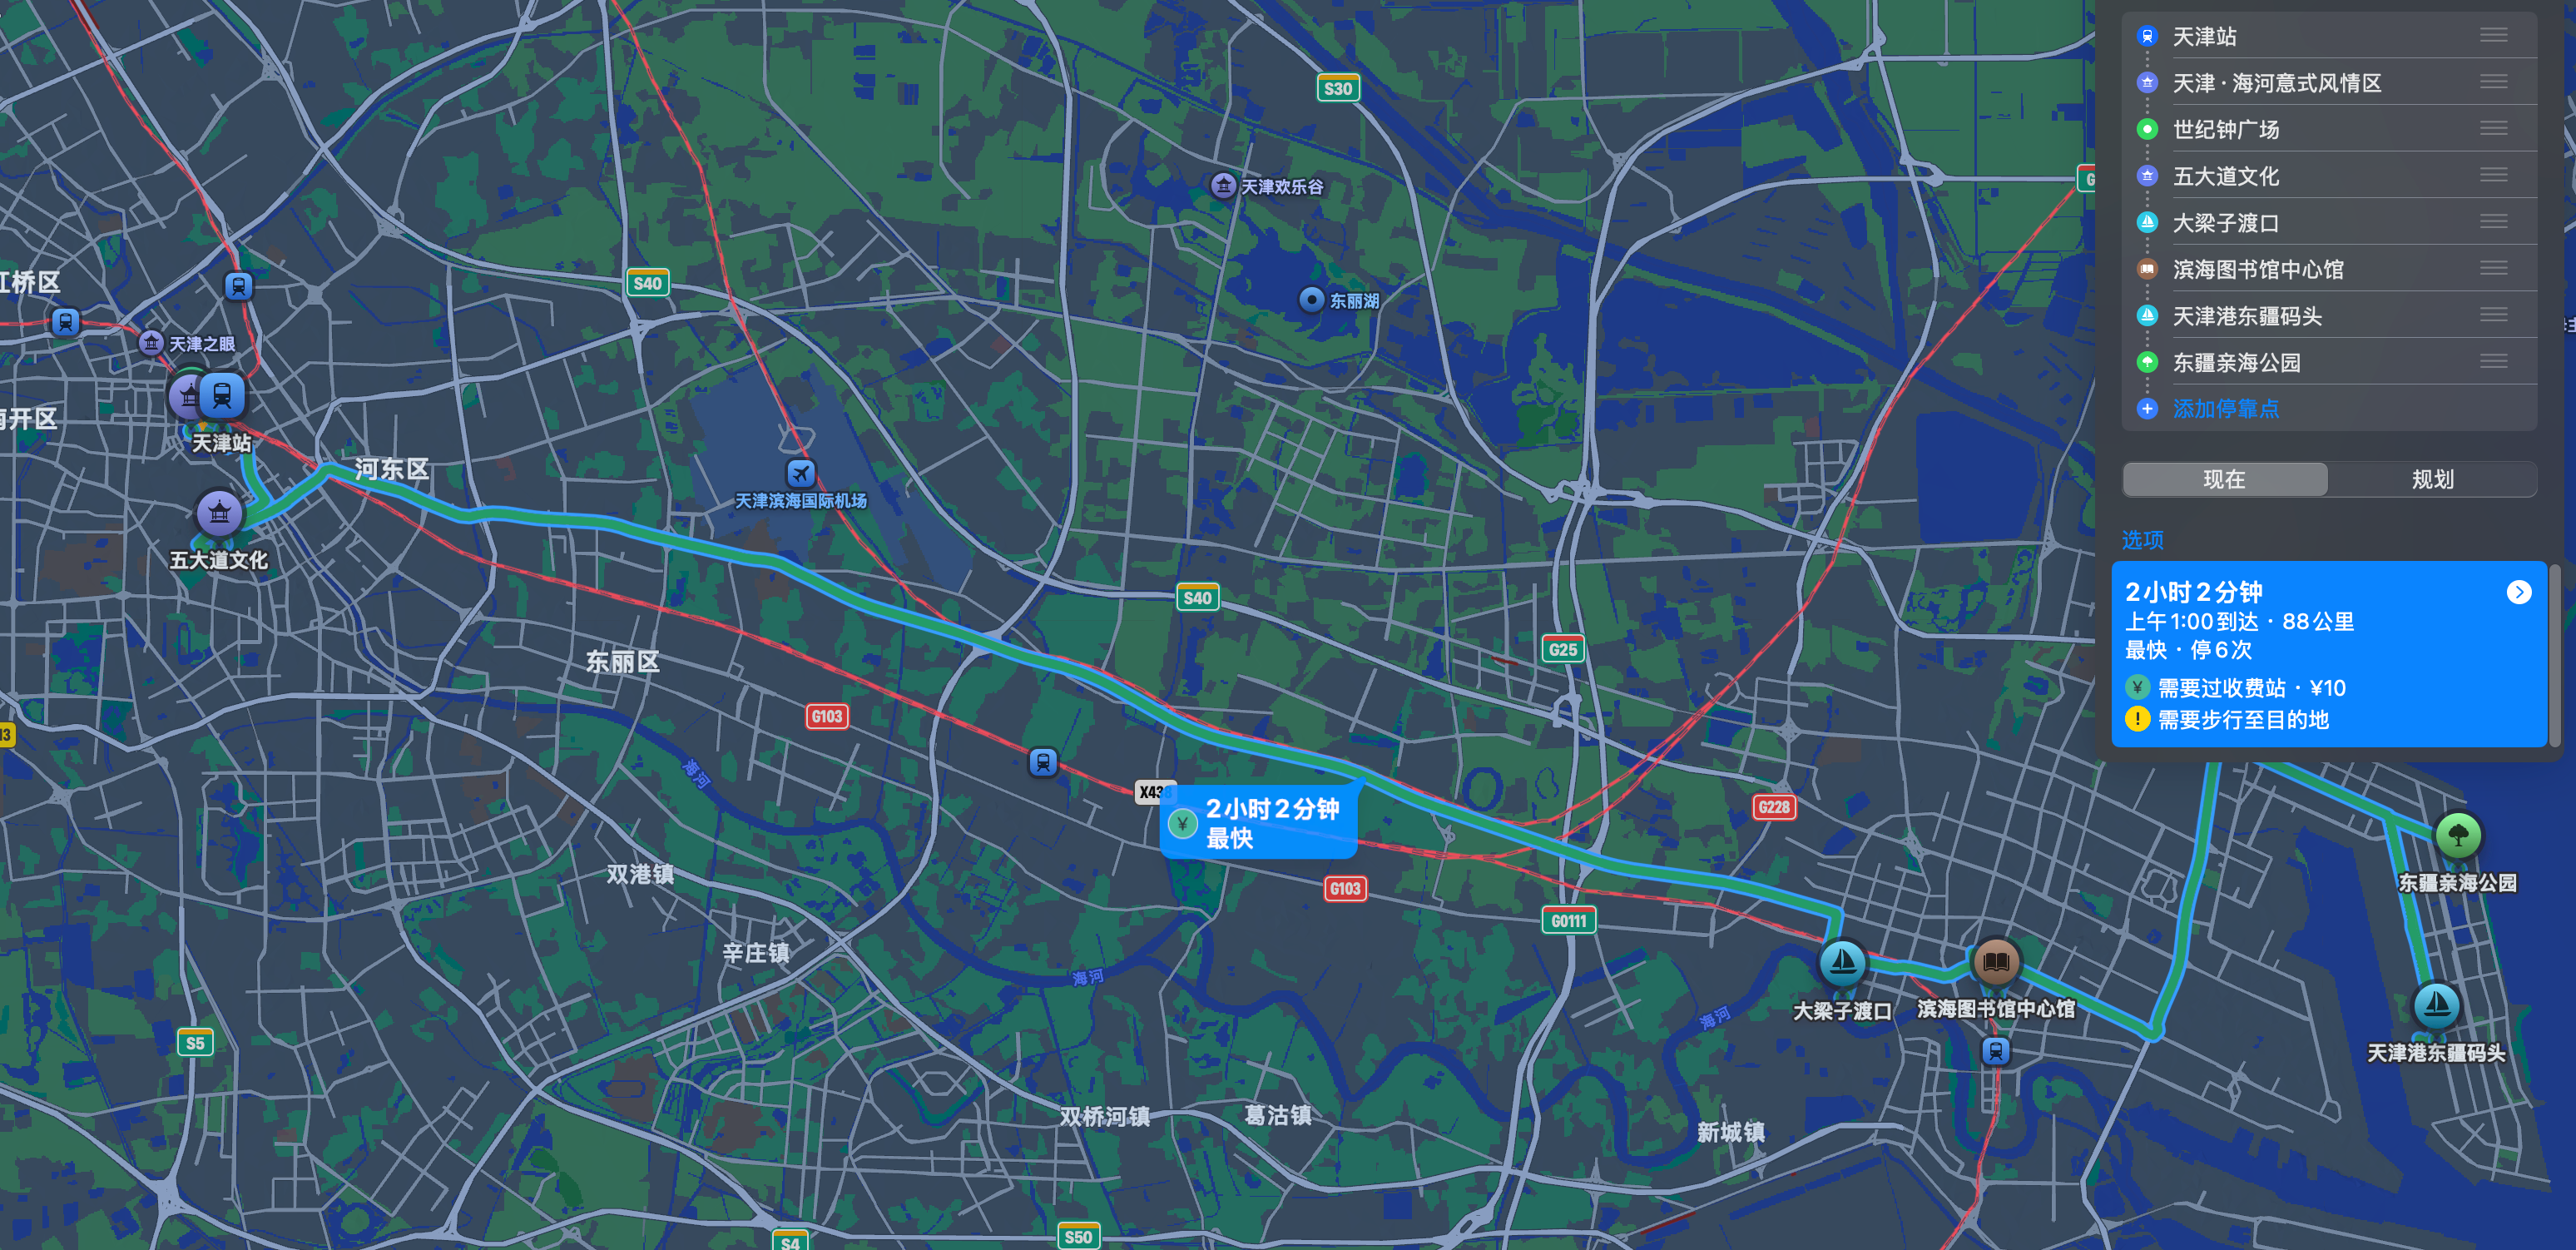 天津站
天津·海河意式风情区
世纪钟广场
五大道文化
大梁子渡口
滨海图书馆中心馆
天津港东疆码头
东疆亲海公园
添加停靠点
现在
规划
选项
2小时2分钟
上午1:00到达·88公里
最快·停6次
¥ 需要过收费站·¥10
! 需要步行至目的地
S30
天津欢乐谷
S40
东丽湖
红桥区
天津之眼
南开区
天津站
河东区
天津滨海国际机场
五大道文化
S40
G25
东丽区
G103
海河
X43
2小时2分钟
¥
最快
G228
双港镇
G103
G0111
东疆亲海公园
辛庄镇
海河
大梁子渡口
滨海图书馆中心馆
海河
天津港东疆码头
S5
双桥河镇
葛沽镇
新城镇
S4
S50